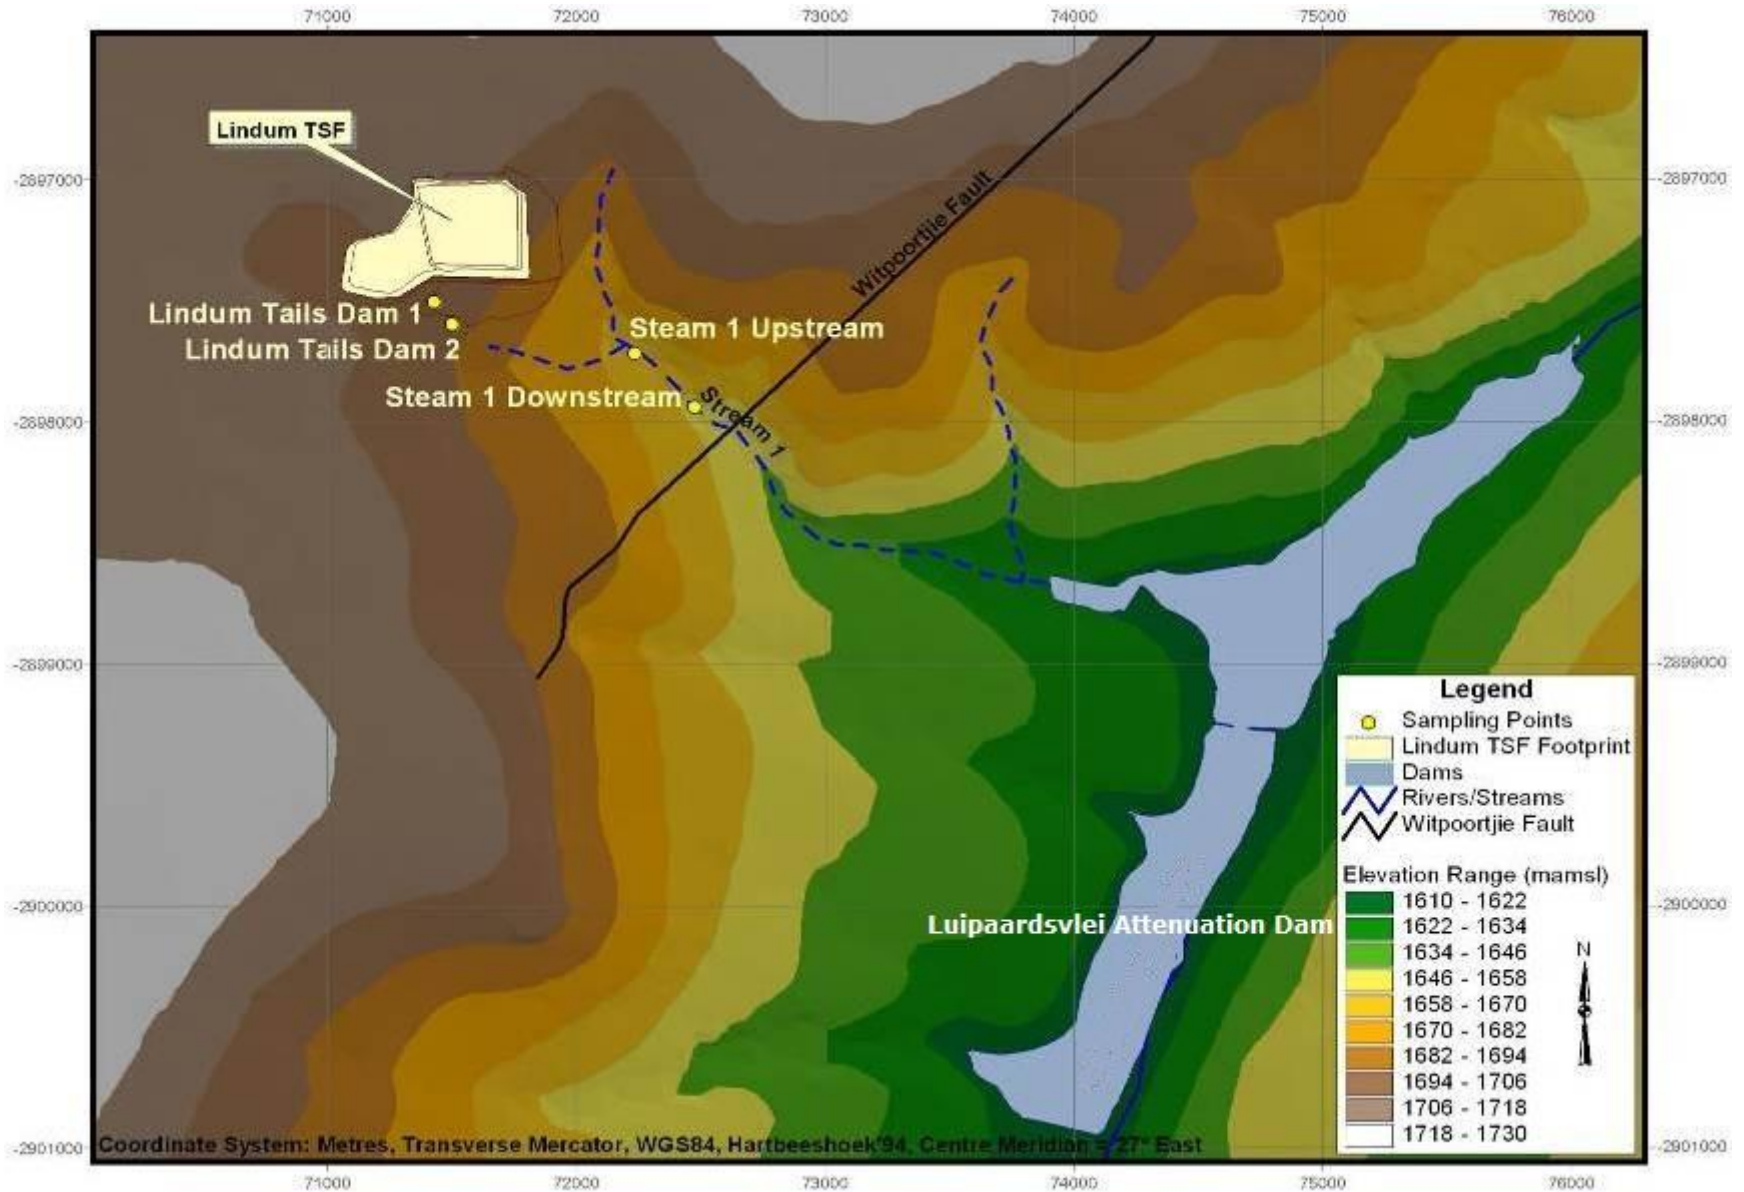 71000 72000 73000 74000 75000 76000
Lindum TSF
-2897000 -2897000
Witpoortjie Fault
Lindum Tails Dam 1
Lindum Tails Dam 2
Steam 1 Upstream
Steam 1 Downstream
Stream 1
-2898000 -2898000
-2899000 -2899000
Legend
Sampling Points
Lindum TSF Footprint
Dams
Rivers/Streams
Witpoortjie Fault
Elevation Range (mamsl)
1610 - 1622
1622 - 1634
1634 - 1646
1646 - 1658
1658 - 1670
1670 - 1682
1682 - 1694
1694 - 1706
1706 - 1718
1718 - 1730
N
-2900000 -2900000
Luipaardsvlei Attenuation Dam
-2901000 -2901000
Coordinate System: Metres, Transverse Mercator, WGS84, Hartbeeshoek'94, Centre Meridian = 27° East
71000 72000 73000 74000 75000 76000